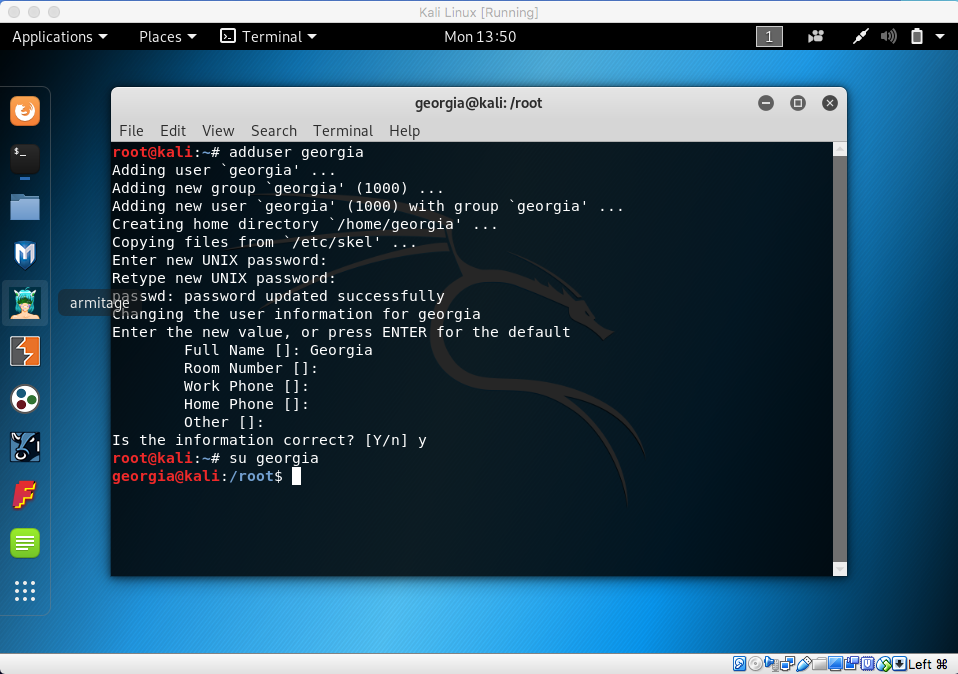 Kali Linux [Running]
Applications Places Terminal Mon 13:50 1
georgia@kali: /root
File Edit View Search Terminal Help
root@kali:~# adduser georgia
Adding user `georgia' ...
Adding new group `georgia' (1000) ...
Adding new user `georgia' (1000) with group `georgia' ...
Creating home directory `/home/georgia' ...
Copying files from `/etc/skel' ...
Enter new UNIX password:
Retype new UNIX password:
passwd: password updated successfully
armitage
Changing the user information for georgia
Enter the new value, or press ENTER for the default
Full Name []: Georgia
Room Number []:
Work Phone []:
Home Phone []:
Other []:
Is the information correct? [Y/n] y
root@kali:~# su georgia
georgia@kali:/root$
Left ⌘